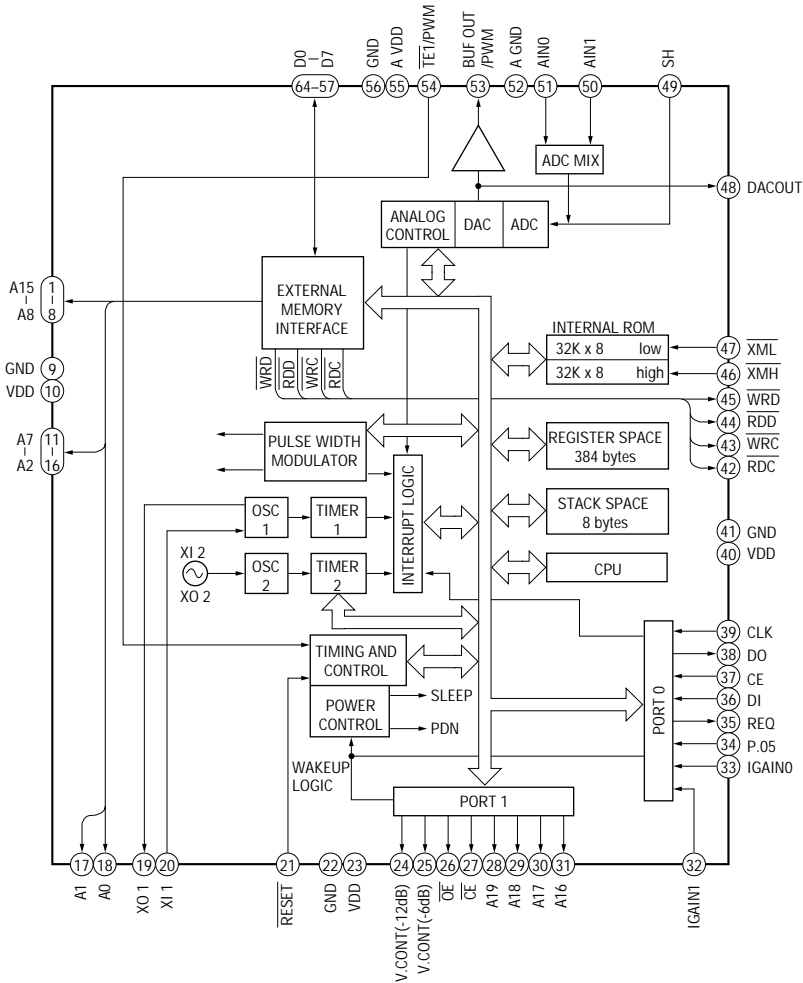 D0
–
D7
GND
A VDD
TE1/PWM
BUF OUT
/PWM
A GND
AIN0
AIN1
SH
64–57
56
55
54
53
52
51
50
49
ADC MIX
48
DACOUT
ANALOG
CONTROL
DAC
ADC
A15
–
A8
1
–
8
EXTERNAL
MEMORY
INTERFACE
INTERNAL ROM
32K x 8 low
32K x 8 high
47
XML
46
XMH
GND
9
VDD
10
WRD
RDD
WRC
RDC
45
WRD
44
RDD
43
WRC
42
RDC
A7
–
A2
11
–
16
PULSE WIDTH
MODULATOR
REGISTER SPACE
384 bytes
OSC
1
TIMER
1
INTERRUPT LOGIC
STACK SPACE
8 bytes
41
GND
40
VDD
XI 2
XO 2
OSC
2
TIMER
2
CPU
TIMING AND
CONTROL
POWER
CONTROL
SLEEP
PDN
WAKEUP
LOGIC
PORT 0
39
CLK
38
DO
37
CE
36
DI
35
REQ
34
P.05
33
IGAIN0
PORT 1
17
18
19
20
21
22
23
24
25
26
27
28
29
30
31
32
A1
A0
XO 1
XI 1
RESET
GND
VDD
V.CONT(-12dB)
V.CONT(-6dB)
OE
CE
A19
A18
A17
A16
IGAIN1